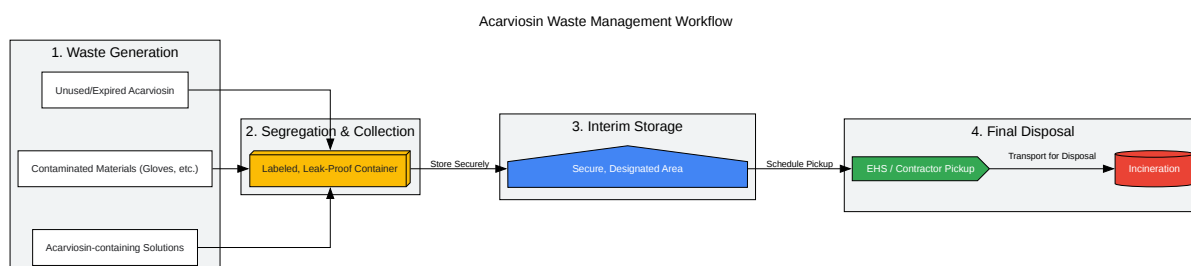 Acarviosin Waste Management Workflow
1. Waste Generation
Unused/Expired Acarviosin
Contaminated Materials (Gloves, etc.)
Acarviosin-containing Solutions
2. Segregation & Collection
Labeled, Leak-Proof Container
Store Securely
3. Interim Storage
Secure, Designated Area
Schedule Pickup
4. Final Disposal
EHS / Contractor Pickup
Transport for Disposal
Incineration